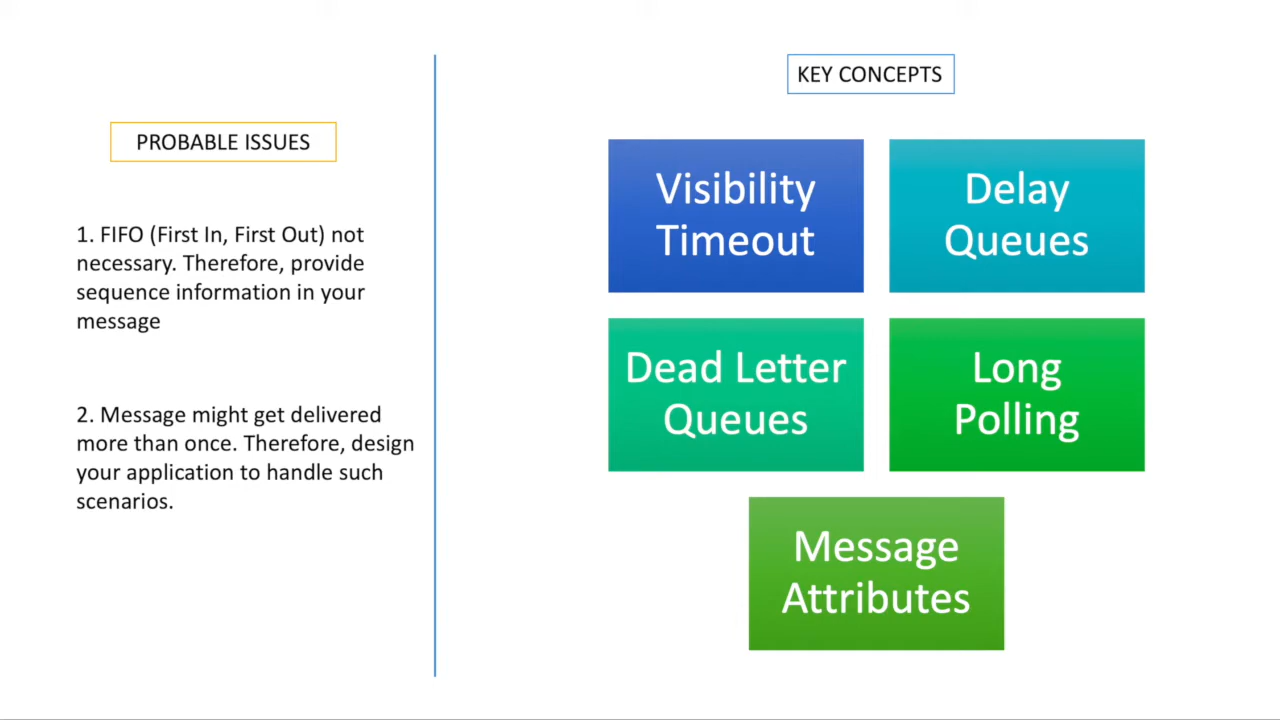 PROBABLE ISSUES
1. FIFO (First In, First Out) not
necessary. Therefore, provide
sequence information in your
message
2. Message might get delivered
more than once. Therefore, design
your application to handle such
scenarios.
KEY CONCEPTS
Visibility
Timeout
Delay
Queues
Dead Letter
Queues
Long
Polling
Message
Attributes